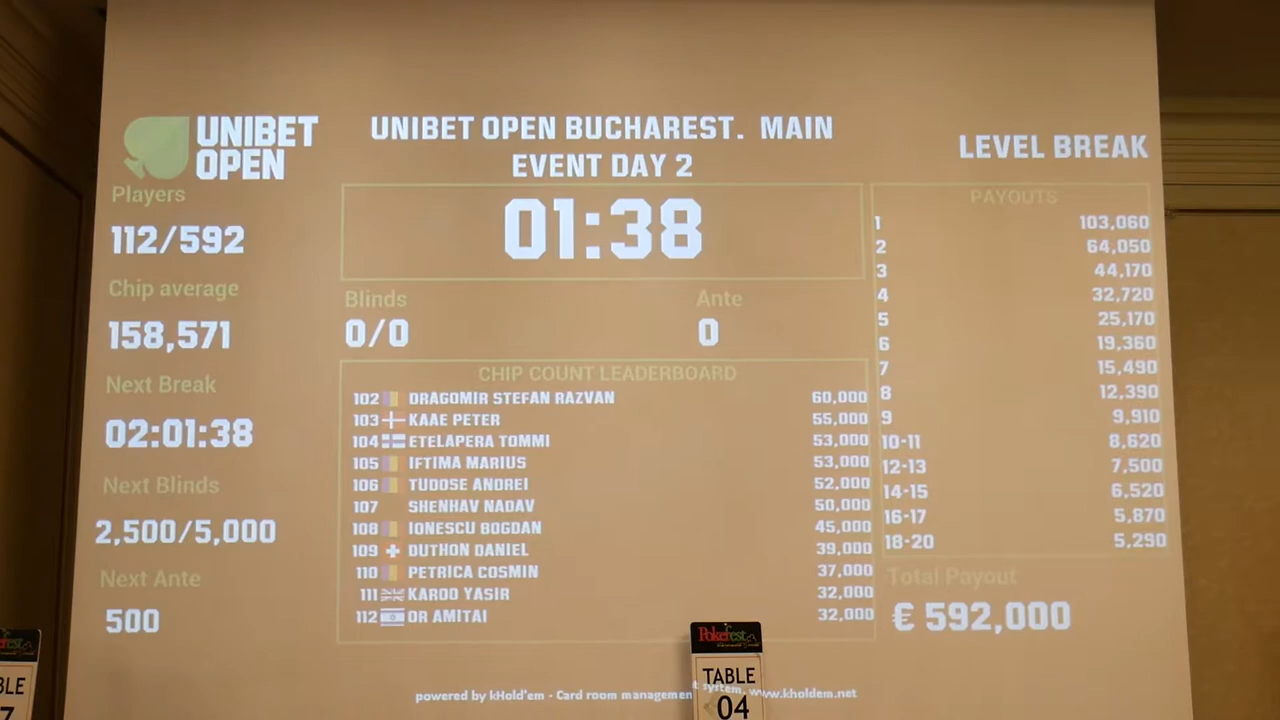 UNIBET
OPEN
UNIBET OPEN BUCHAREST. MAIN
EVENT DAY 2
LEVEL BREAK
Players
112/592
Chip average
158,571
Next Break
02:01:38
Next Blinds
2,500/5,000
Next Ante
500
01:38
Blinds
0/0
Ante
0
CHIP COUNT LEADERBOARD
102 DRAGOMIR STEFAN RAZVAN 60,000
103 KAAE PETER 55,000
104 ETELAPERA TOMMI 53,000
105 IFTIMA MARIUS 53,000
106 TUDOSE ANDREI 52,000
107 SHENHAV NADAV 50,000
108 IONESCU BOGDAN 45,000
109 DUTHON DANIEL 39,000
110 PETRICA COSMIN 37,000
111 KAROO YASIR 32,000
112 OR AMITAI 32,000
PAYOUTS
1 103,060
2 64,050
3 44,170
4 32,720
5 25,170
6 19,360
7 15,490
8 12,390
9 9,910
10-11 8,620
12-13 7,500
14-15 6,520
16-17 5,870
18-20 5,290
Total Payout
€ 592,000
powered by kHold'em - Card room managemen t system, www.kholdem.net
Pokerfest
TABLE
04
BLE
7